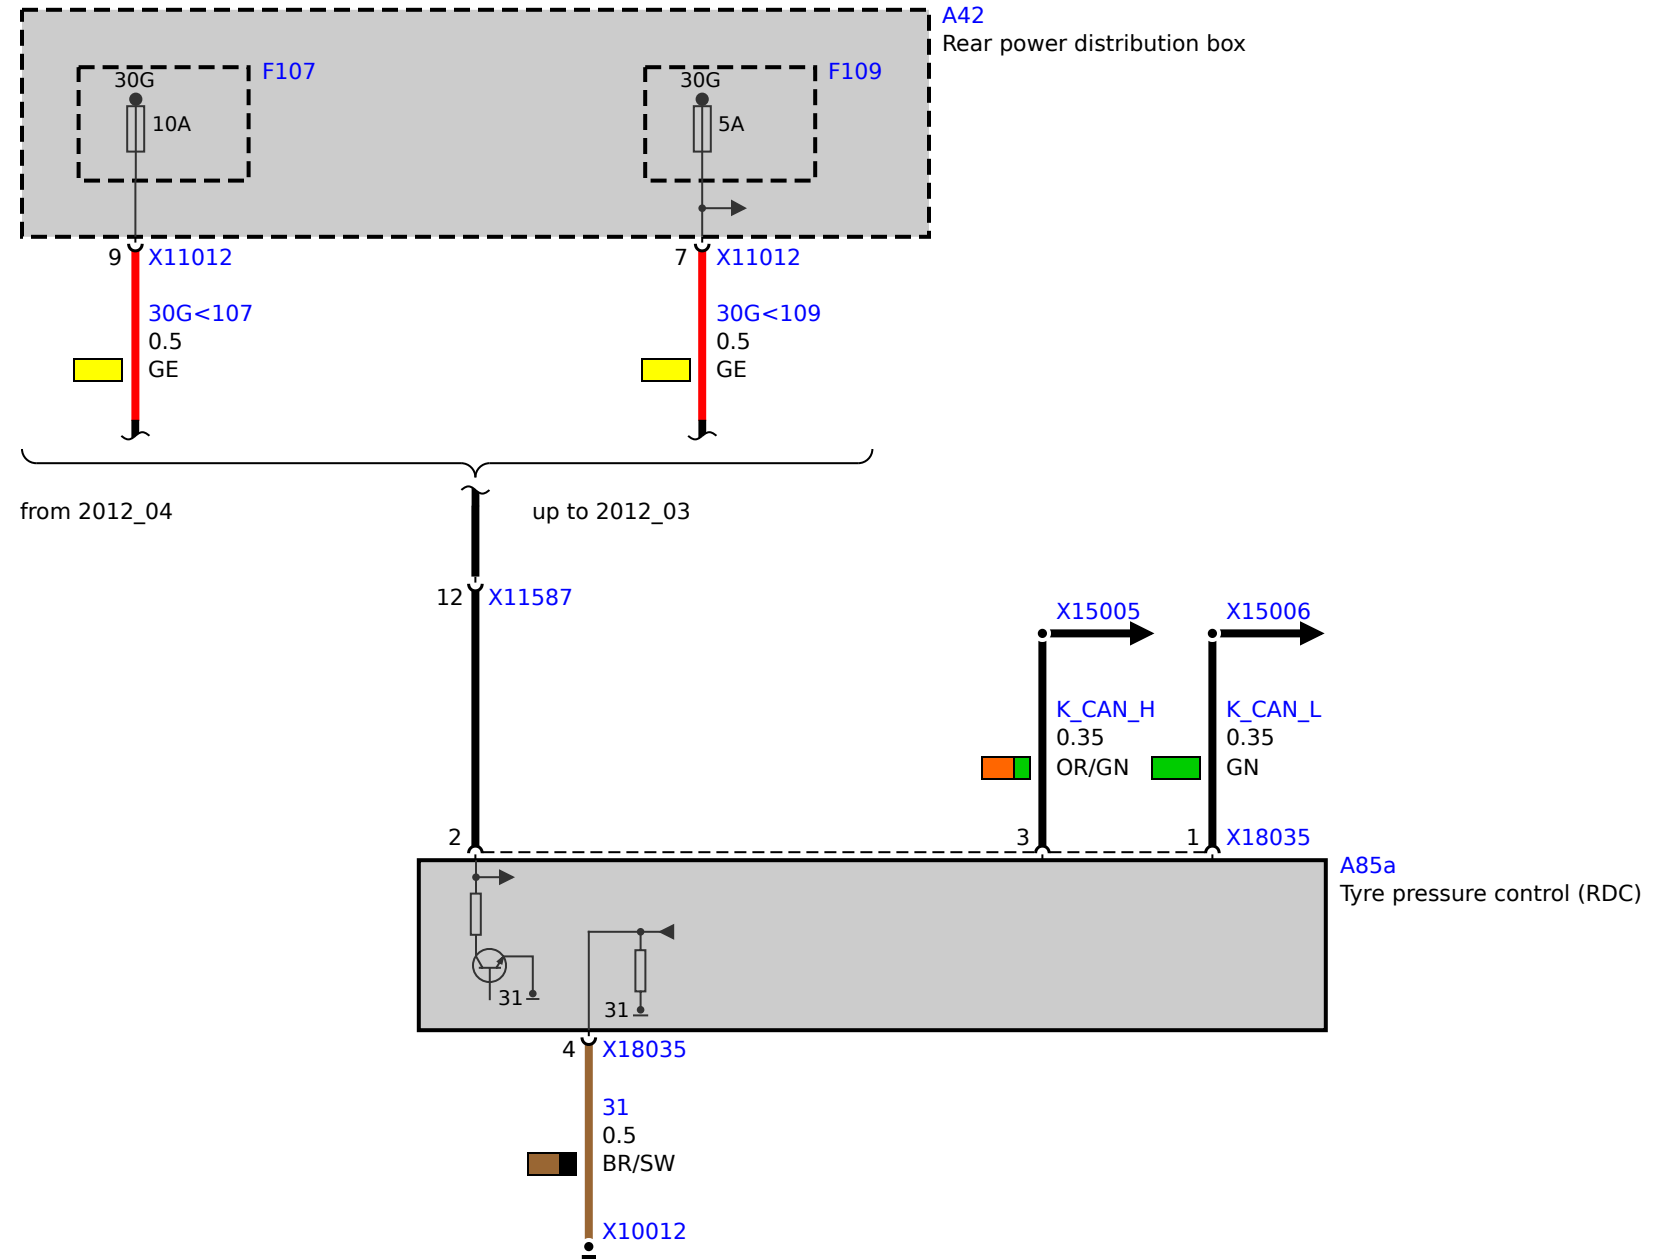 A42
Rear power distribution box
30G
F107
10A
30G
F109
5A
9 X11012
7 X11012
30G<107
0.5
GE
30G<109
0.5
GE
from 2012_04
up to 2012_03
12 X11587
X15005
X15006
K_CAN_H
0.35
OR/GN
K_CAN_L
0.35
GN
2
3
1 X18035
A85a
Tyre pressure control (RDC)
31
31
4 X18035
31
0.5
BR/SW
X10012